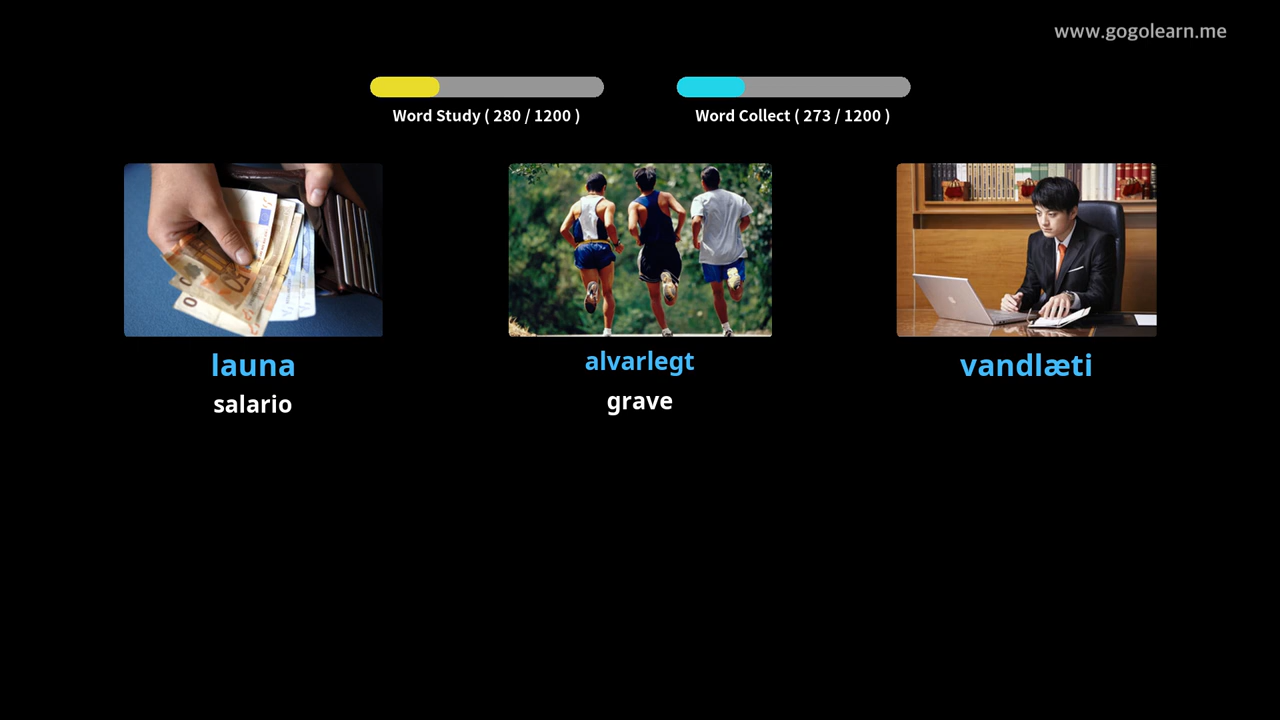 www.gogolearn.me
Word Study ( 280 / 1200 )
Word Collect ( 273 / 1200 )
launa
alvarlegt
vandlæti
salario
grave